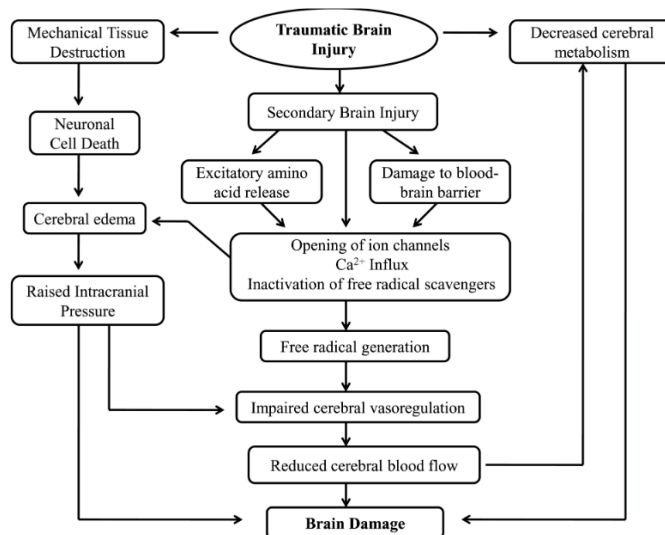 Mechanical Tissue
Destruction
Traumatic Brain
Injury
Decreased cerebral
metabolism
Secondary Brain Injury
Neuronal
Cell Death
Excitatory amino
acid release
Damage to blood-
brain barrier
Cerebral edema
Opening of ion channels
Ca²⁺ Influx
Inactivation of free radical scavengers
Raised Intracranial
Pressure
Free radical generation
Impaired cerebral vasoregulation
Reduced cerebral blood flow
Brain Damage